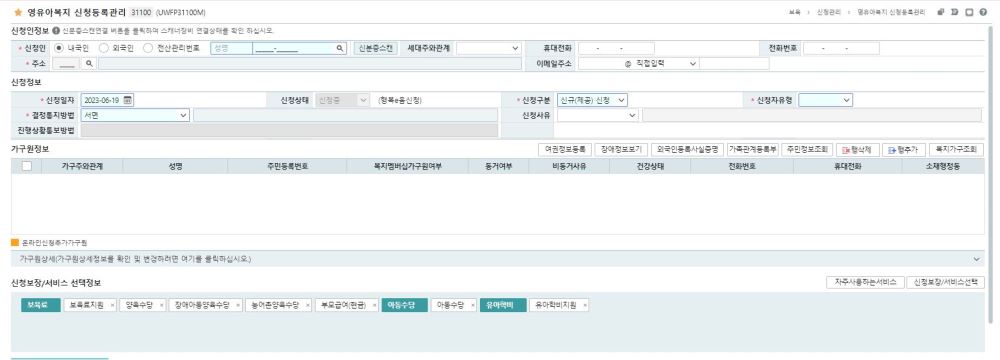 ★ 영유아복지 신청등록관리 31100 (UWFP31100M) 보육 > 신청관리 > 영유아복지 신청등록관리
신청인정보 신분증스캔연결 버튼을 클릭하여 스캐너장비 연결상태를 확인 하십시오.
* 신청인 내국인 외국인 전산관리번호 성명 _____-______ 신분증스캔 세대주와관계 휴대전화 - - 전화번호 - -
* 주소 이메일주소 @ 직접입력
신청정보
* 신청일자 2023-06-19 신청상태 신청중 (행복e음신청) * 신청구분 신규(제공) 신청 * 신청자유형
* 결정통지방법 서면 신청사유
진행상황통보방법
가구원정보 여권정보등록 장애정보보기 외국인등록사실증명 가족관계등록부 주민정보조회 행삭제 행추가 복지가구조회
가구주와관계 성명 주민등록번호 복지멤버십가구원여부 동거여부 비동거사유 건강상태 전화번호 휴대전화 소재행정동
온라인신청추가가구원
가구원상세(가구원상세정보를 확인 및 변경하려면 여기를 클릭하십시오.)
신청보장/서비스 선택정보 자주사용하는서비스 신청보장/서비스선택
보육료 보육료지원 × 양육수당 × 장애아동양육수당 × 농어촌양육수당 × 부모급여(현금) × 아동수당 아동수당 × 유아학비 유아학비지원 ×